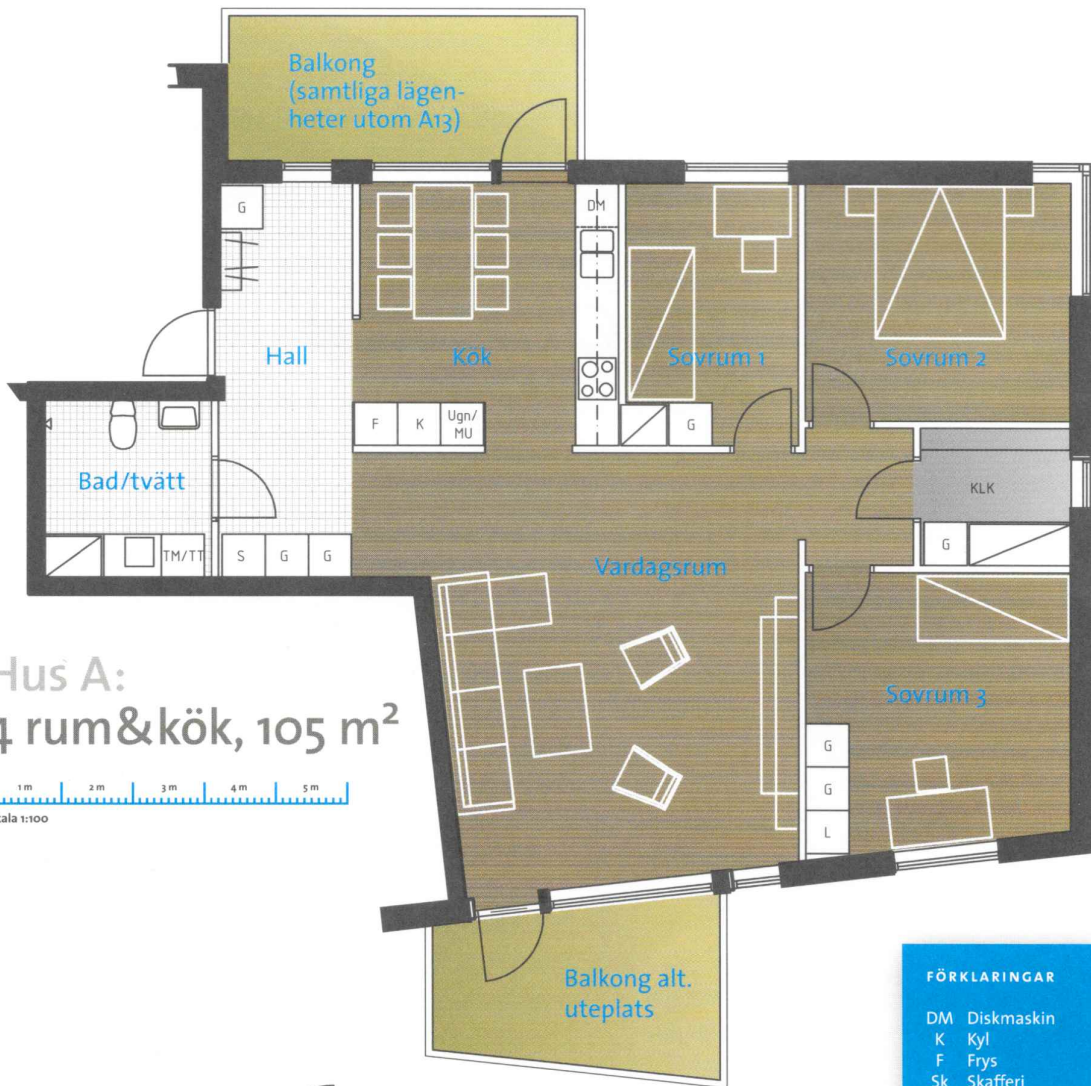 Balkong
(samtliga lägen-
heter utom A13)
G
DM
Hall
Kök
Sovrum 1
Sovrum 2
F
K
Ugn/
MU
G
Bad/tvätt
KLK
TM/TT
S
G
G
G
Vardagsrum
Hus A:
4 rum&kök, 105 m²
Sovrum 3
G
G
L
1 m
2 m
3 m
4 m
5 m
1:100
Balkong alt.
uteplats
FÖRKLARINGAR
DM Diskmaskin
K Kyl
F Frys
Sk Skafferi